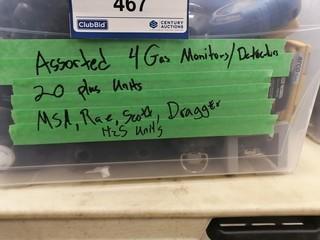 467
ClubBid
CENTURY AUCTIONS
Assorted 4 Gas Monitors/Detectors
20 plus Units
MSA, Rae, Scott, Dragger
H2S Units